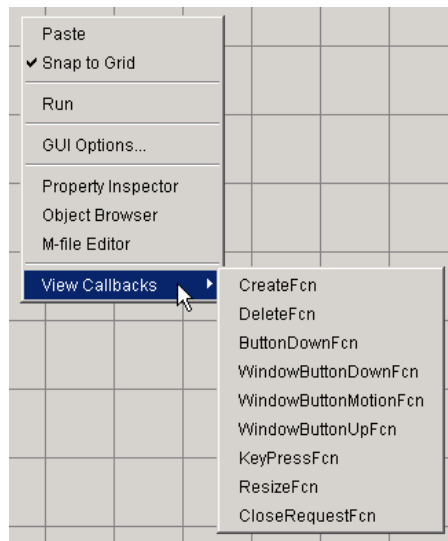 Paste
Snap to Grid
Run
GUI Options...
Property Inspector
Object Browser
M-file Editor
View Callbacks
CreateFcn
DeleteFcn
ButtonDownFcn
WindowButtonDownFcn
WindowButtonMotionFcn
WindowButtonUpFcn
KeyPressFcn
ResizeFcn
CloseRequestFcn